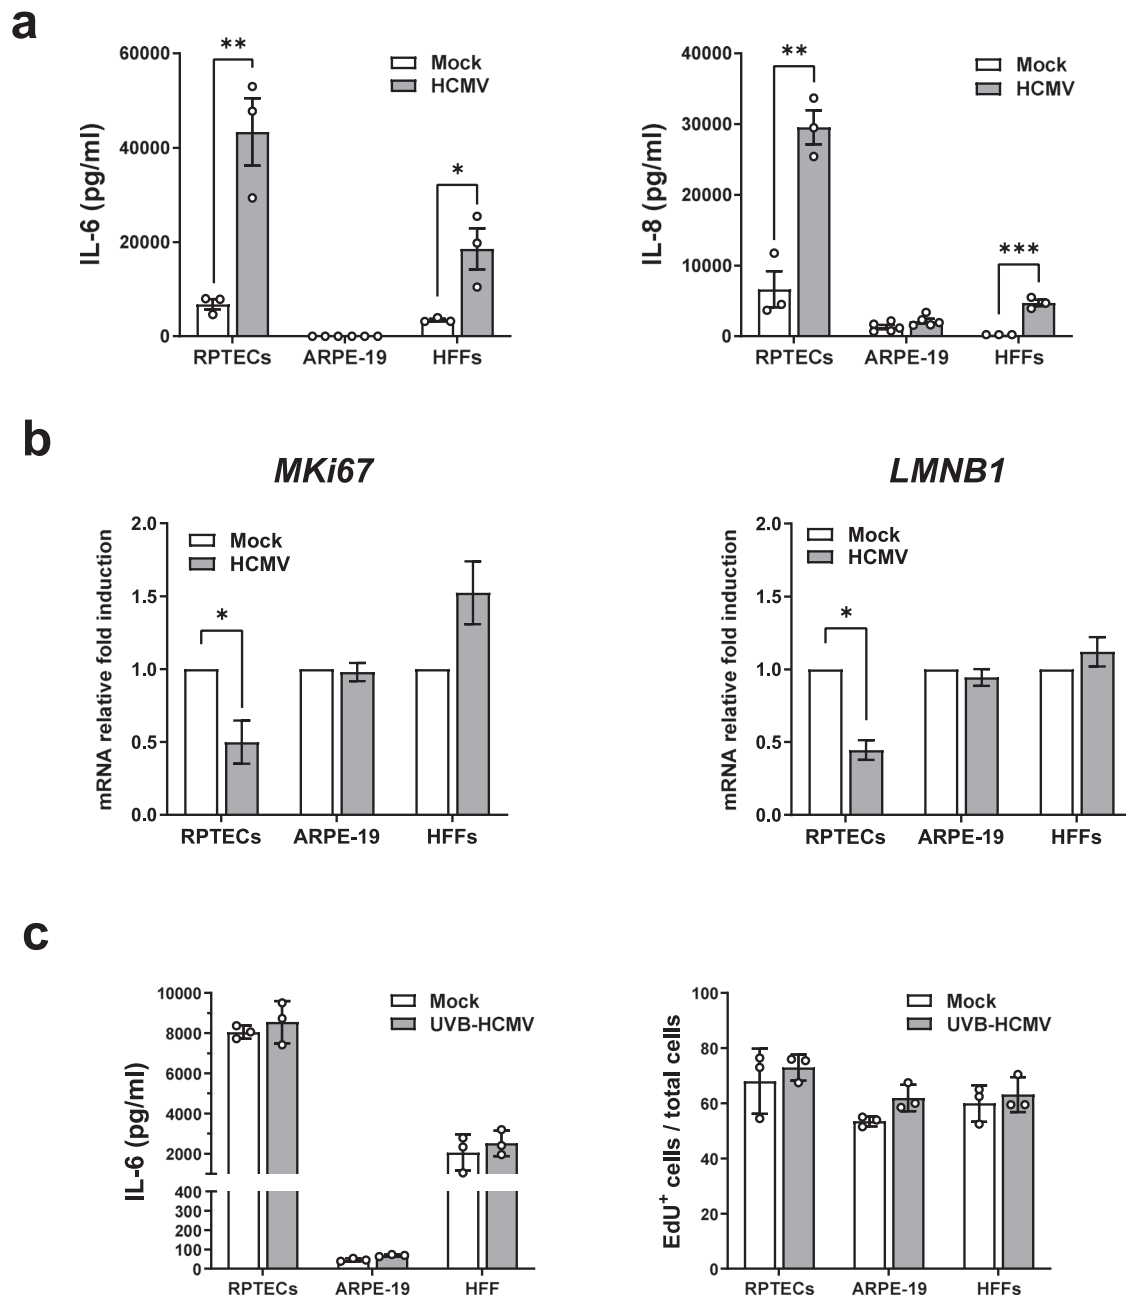 a
60000
40000
20000
0
IL-6 (pg/ml)
**
*
Mock
HCMV
RPTECs ARPE-19 HFFs
40000
30000
20000
10000
0
IL-8 (pg/ml)
**
***
Mock
HCMV
RPTECs ARPE-19 HFFs
b
MKi67
2.0
1.5
1.0
0.5
0.0
mRNA relative fold induction
Mock
HCMV
*
RPTECs ARPE-19 HFFs
LMNB1
2.0
1.5
1.0
0.5
0.0
mRNA relative fold induction
Mock
HCMV
*
RPTECs ARPE-19 HFFs
c
10000
8000
6000
4000
2000
400
300
200
100
0
IL-6 (pg/ml)
Mock
UVB-HCMV
RPTECs ARPE-19 HFF
100
80
60
40
20
0
EdU+ cells / total cells
Mock
UVB-HCMV
RPTECs ARPE-19 HFFs